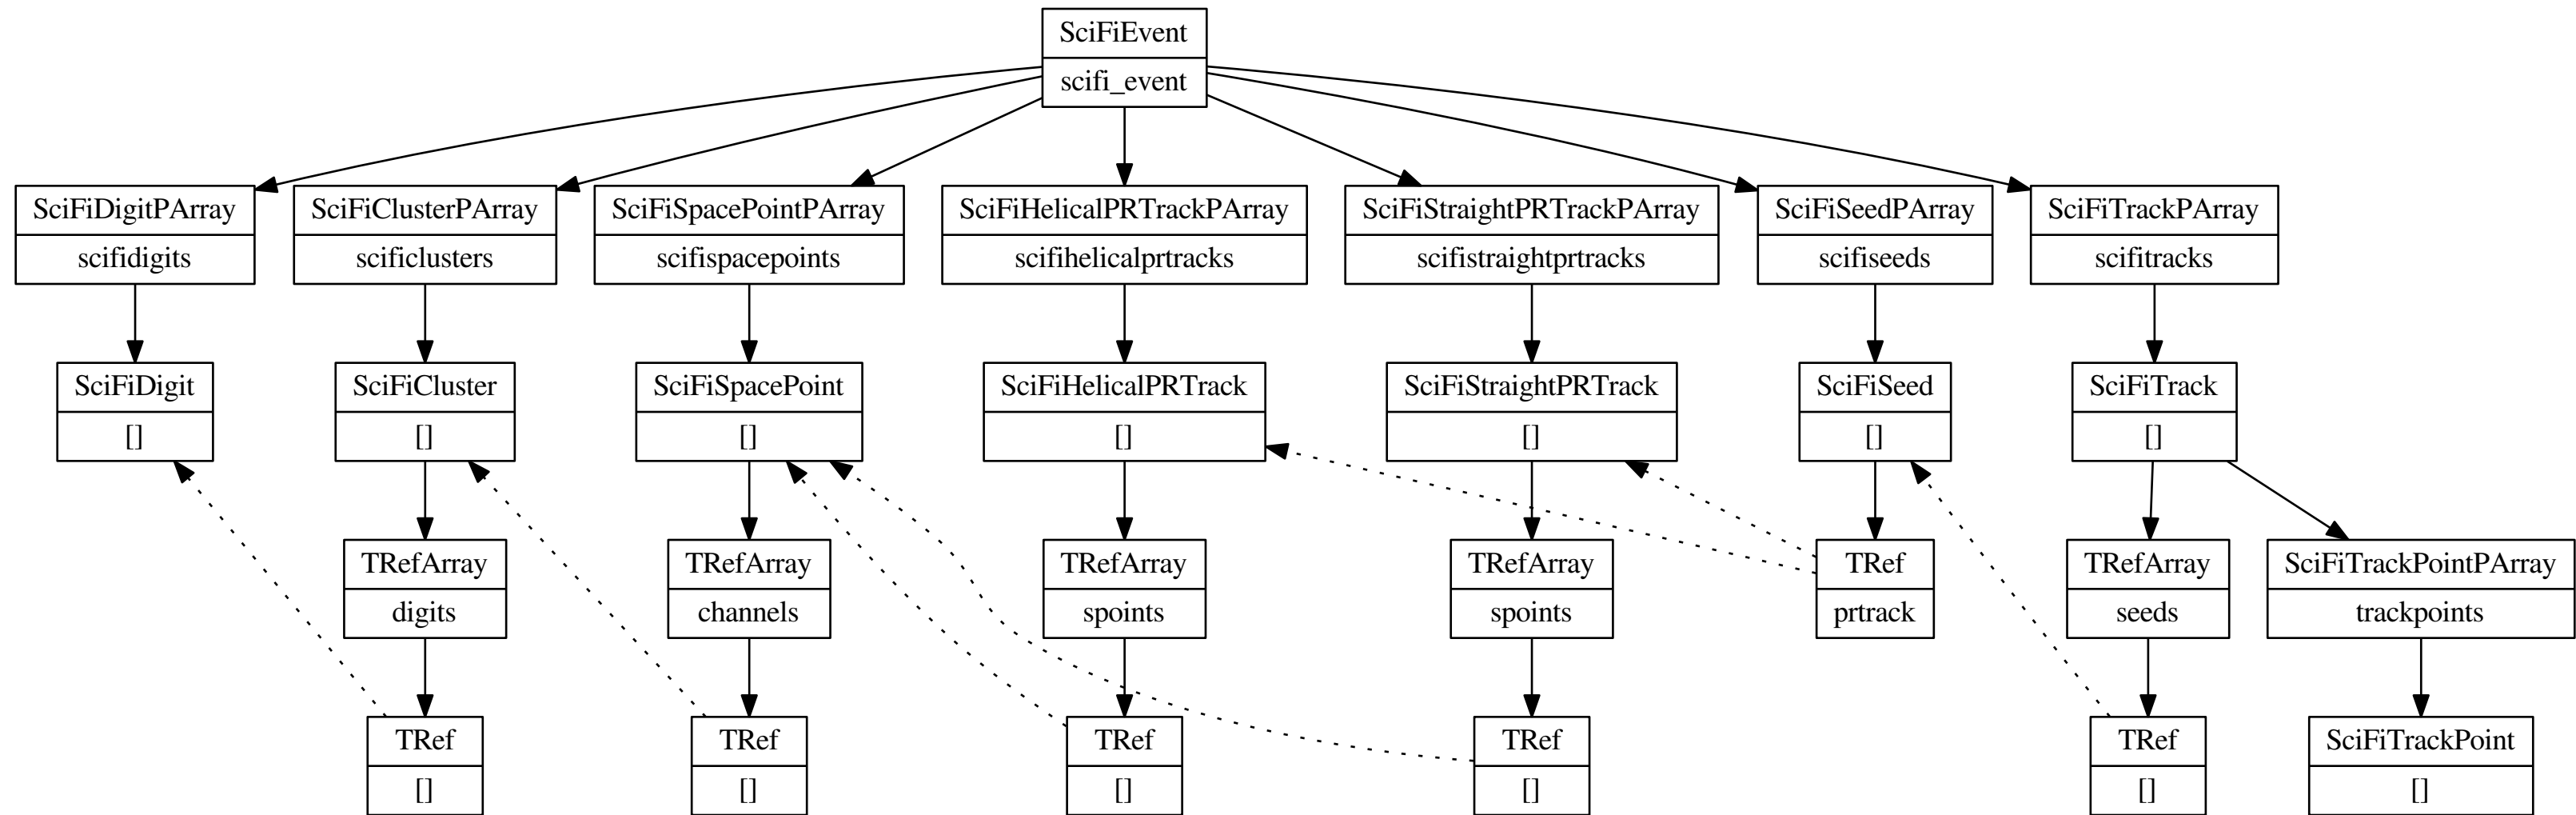 SciFiEvent
scifi_event
SciFiDigitPArray
scifidigits
SciFiClusterPArray
scificlusters
SciFiSpacePointPArray
scifispacepoints
SciFiHelicalPRTrackPArray
scifihelicalprtracks
SciFiStraightPRTrackPArray
scifistraightprtracks
SciFiSeedPArray
scifiseeds
SciFiTrackPArray
scifitracks
SciFiDigit
[]
SciFiCluster
[]
SciFiSpacePoint
[]
SciFiHelicalPRTrack
[]
SciFiStraightPRTrack
[]
SciFiSeed
[]
SciFiTrack
[]
TRefArray
digits
TRefArray
channels
TRefArray
spoints
TRefArray
spoints
TRef
prtrack
TRefArray
seeds
SciFiTrackPointPArray
trackpoints
TRef
[]
TRef
[]
TRef
[]
TRef
[]
TRef
[]
SciFiTrackPoint
[]